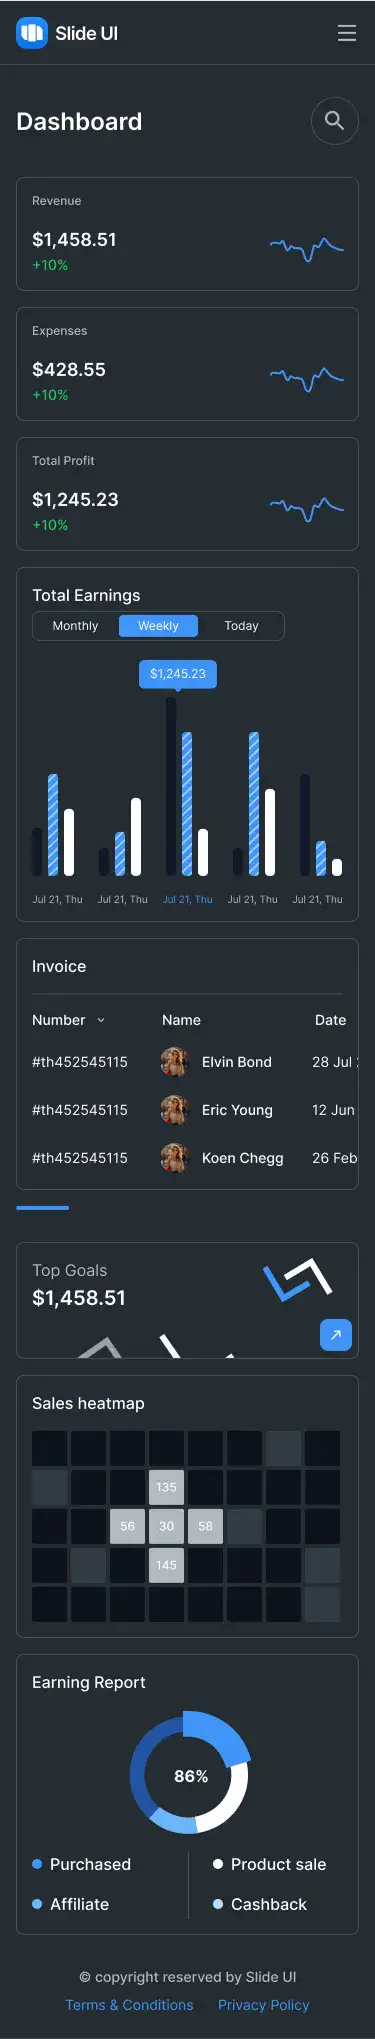 Slide UI
Dashboard
Revenue
$1,458.51
+10%
Expenses
$428.55
+10%
Total Profit
$1,245.23
+10%
Total Earnings
Monthly Weekly Today
$1,245.23
Jul 21, Thu Jul 21, Thu Jul 21, Thu Jul 21, Thu Jul 21, Thu
Invoice
Number Name Date
#th452545115 Elvin Bond 28 Jul
#th452545115 Eric Young 12 Jun
#th452545115 Koen Chegg 26 Feb
Top Goals
$1,458.51
Sales heatmap
135
56 30 58
145
Earning Report
86%
Purchased Product sale
Affiliate Cashback
© copyright reserved by Slide UI
Terms & Conditions Privacy Policy